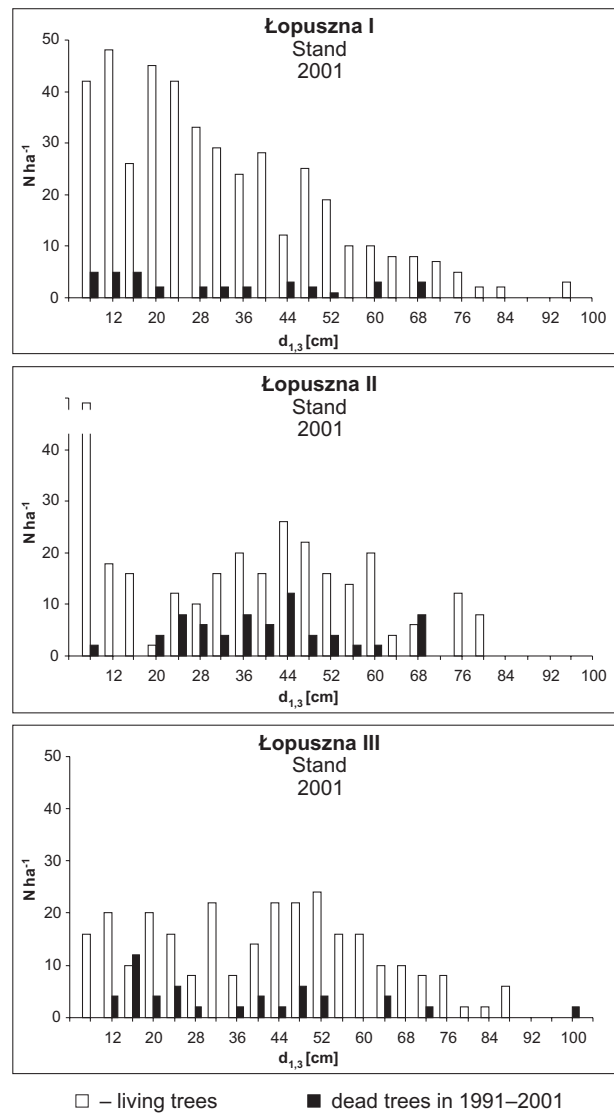 Łopuszna I
Stand
2001
50
40
30
20
10
0
N ha⁻¹
12 20 28 36 44 52 60 68 76 84 92 100
d₁,₃ [cm]
Łopuszna II
Stand
2001
40
30
20
10
0
N ha⁻¹
12 20 28 36 44 52 60 68 76 84 92 100
d₁,₃ [cm]
Łopuszna III
Stand
2001
50
40
30
20
10
0
N ha⁻¹
12 20 28 36 44 52 60 68 76 84 92 100
d₁,₃ [cm]
– living trees
dead trees in 1991–2001